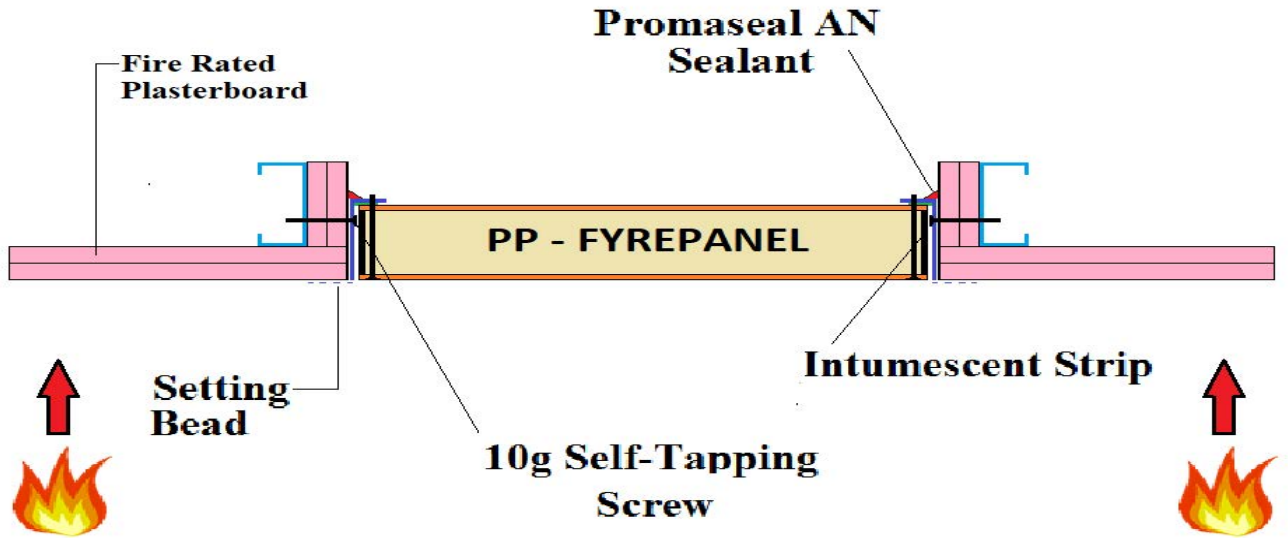 Promaseal AN
Sealant
Fire Rated
Plasterboard
PP - FYREPANEL
Intumescent Strip
Setting
Bead
10g Self-Tapping
Screw